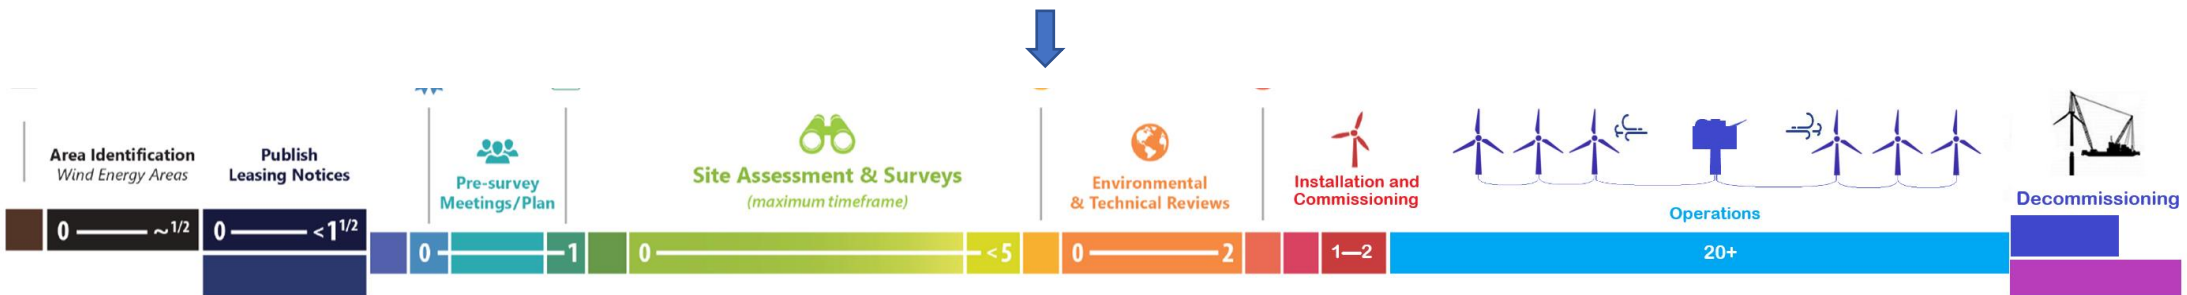 Area Identification
Wind Energy Areas
0 ~1/2
Publish
Leasing Notices
0 <1 1/2
Pre-survey
Meetings/Plan
0 1
Site Assessment & Surveys
(maximum timeframe)
0 <5
Environmental
& Technical Reviews
0 2
Installation and
Commissioning
1—2
Operations
20+
Decommissioning